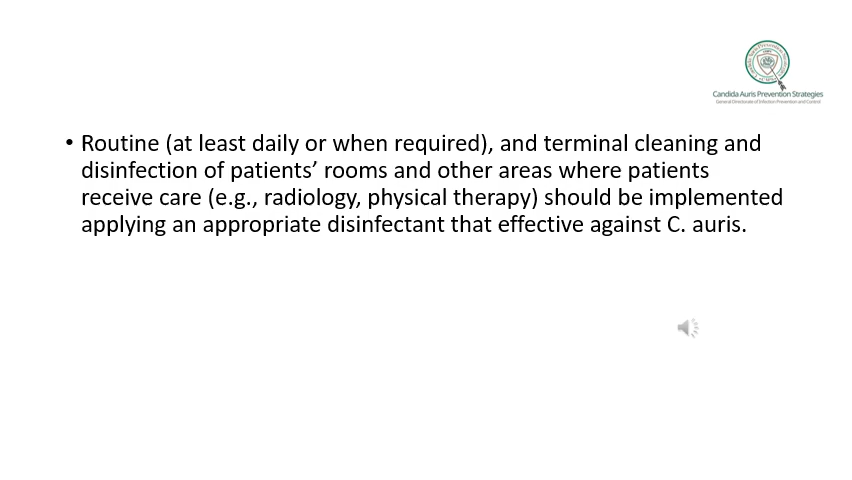 Candida Auris Prevention Strategies
General Directorate of Infection Prevention and Control
• Routine (at least daily or when required), and terminal cleaning and
disinfection of patients’ rooms and other areas where patients
receive care (e.g., radiology, physical therapy) should be implemented
applying an appropriate disinfectant that effective against C. auris.